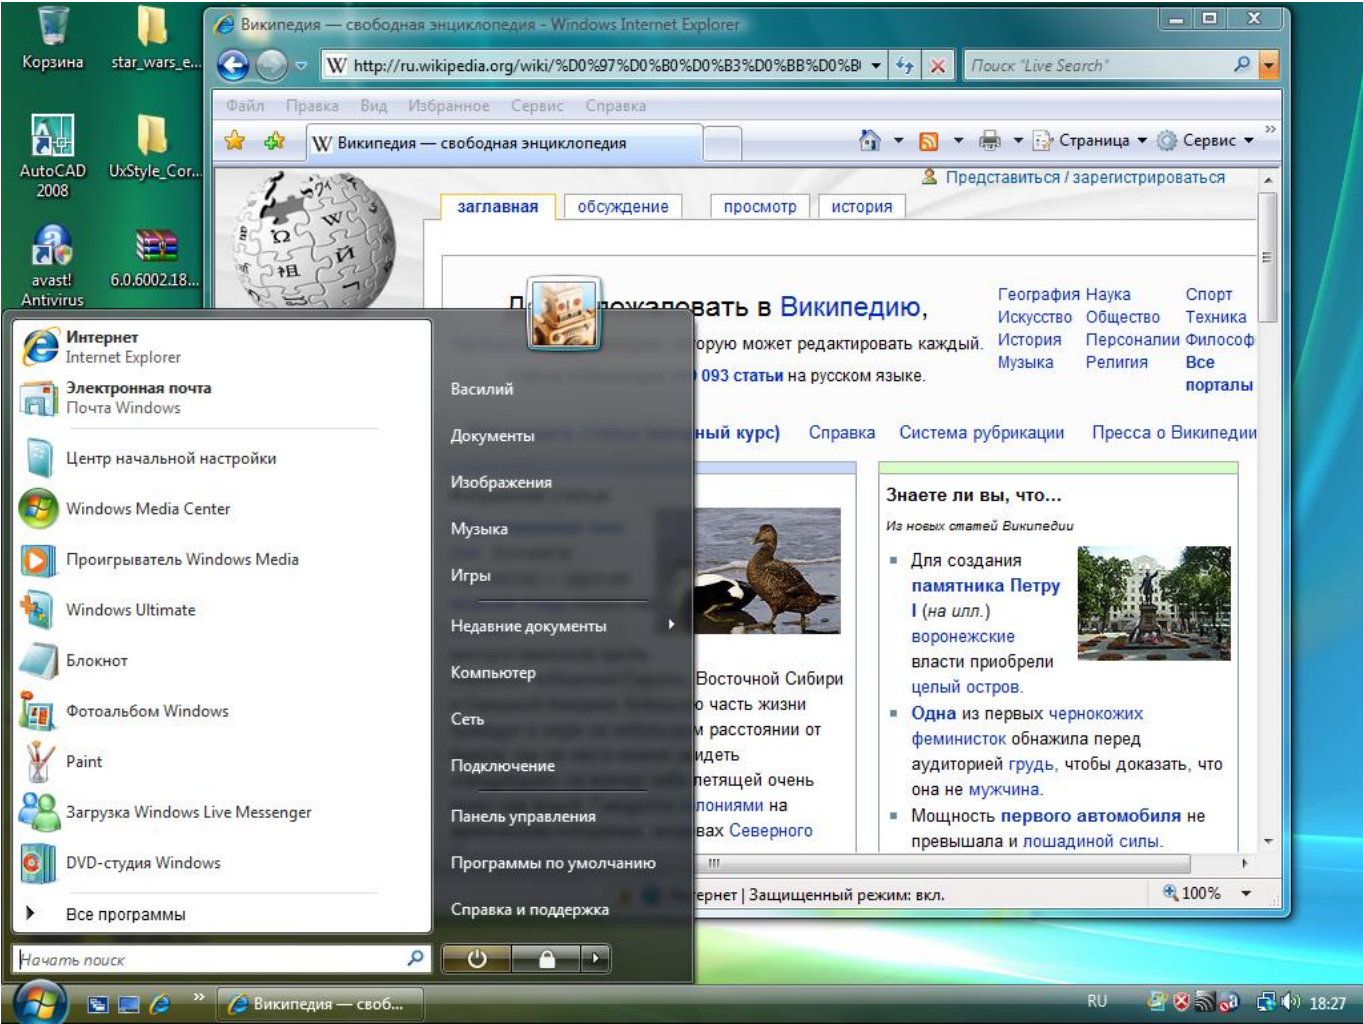 Корзина
star_wars_e...
AutoCAD
2008
UxStyle_Cor...
avast!
Antivirus
6.0.6002.18...
Википедия — свободная энциклопедия - Windows Internet Explorer
http://ru.wikipedia.org/wiki/%D0%97%D0%B0%D0%B3%D0%BB%D0%B
Поиск "Live Search"
Файл Правка Вид Избранное Сервис Справка
Википедия — свободная энциклопедия
Страница Сервис
Представиться / зарегистрироваться
заглавная обсуждение просмотр история
пожаловать в Википедию,
которую может редактировать каждый.
093 статьи на русском языке.
География Наука Спорт
Искусство Общество Техника
История Персоналии Философ
Музыка Религия Все
порталы
ный курс) Справка Система рубрикации Пресса о Википедии
Восточной Сибири
ю часть жизни
м расстоянии от
идеть
летящей очень
лониями на
вах Северного
Знаете ли вы, что...
Из новых статей Википедии
Для создания
памятника Петру
I (на илл.)
воронежские
власти приобрели
целый остров.
Одна из первых чернокожих
феминисток обнажила перед
аудиторией грудь, чтобы доказать, что
она не мужчина.
Мощность первого автомобиля не
превышала и лошадиной силы.
ернет | Защищенный режим: вкл.
100%
Интернет
Internet Explorer
Электронная почта
Почта Windows
Центр начальной настройки
Windows Media Center
Проигрыватель Windows Media
Windows Ultimate
Блокнот
Фотоальбом Windows
Paint
Загрузка Windows Live Messenger
DVD-студия Windows
Все программы
Начать поиск
Василий
Документы
Изображения
Музыка
Игры
Недавние документы
Компьютер
Сеть
Подключение
Панель управления
Программы по умолчанию
Справка и поддержка
Википедия — своб...
RU
18:27